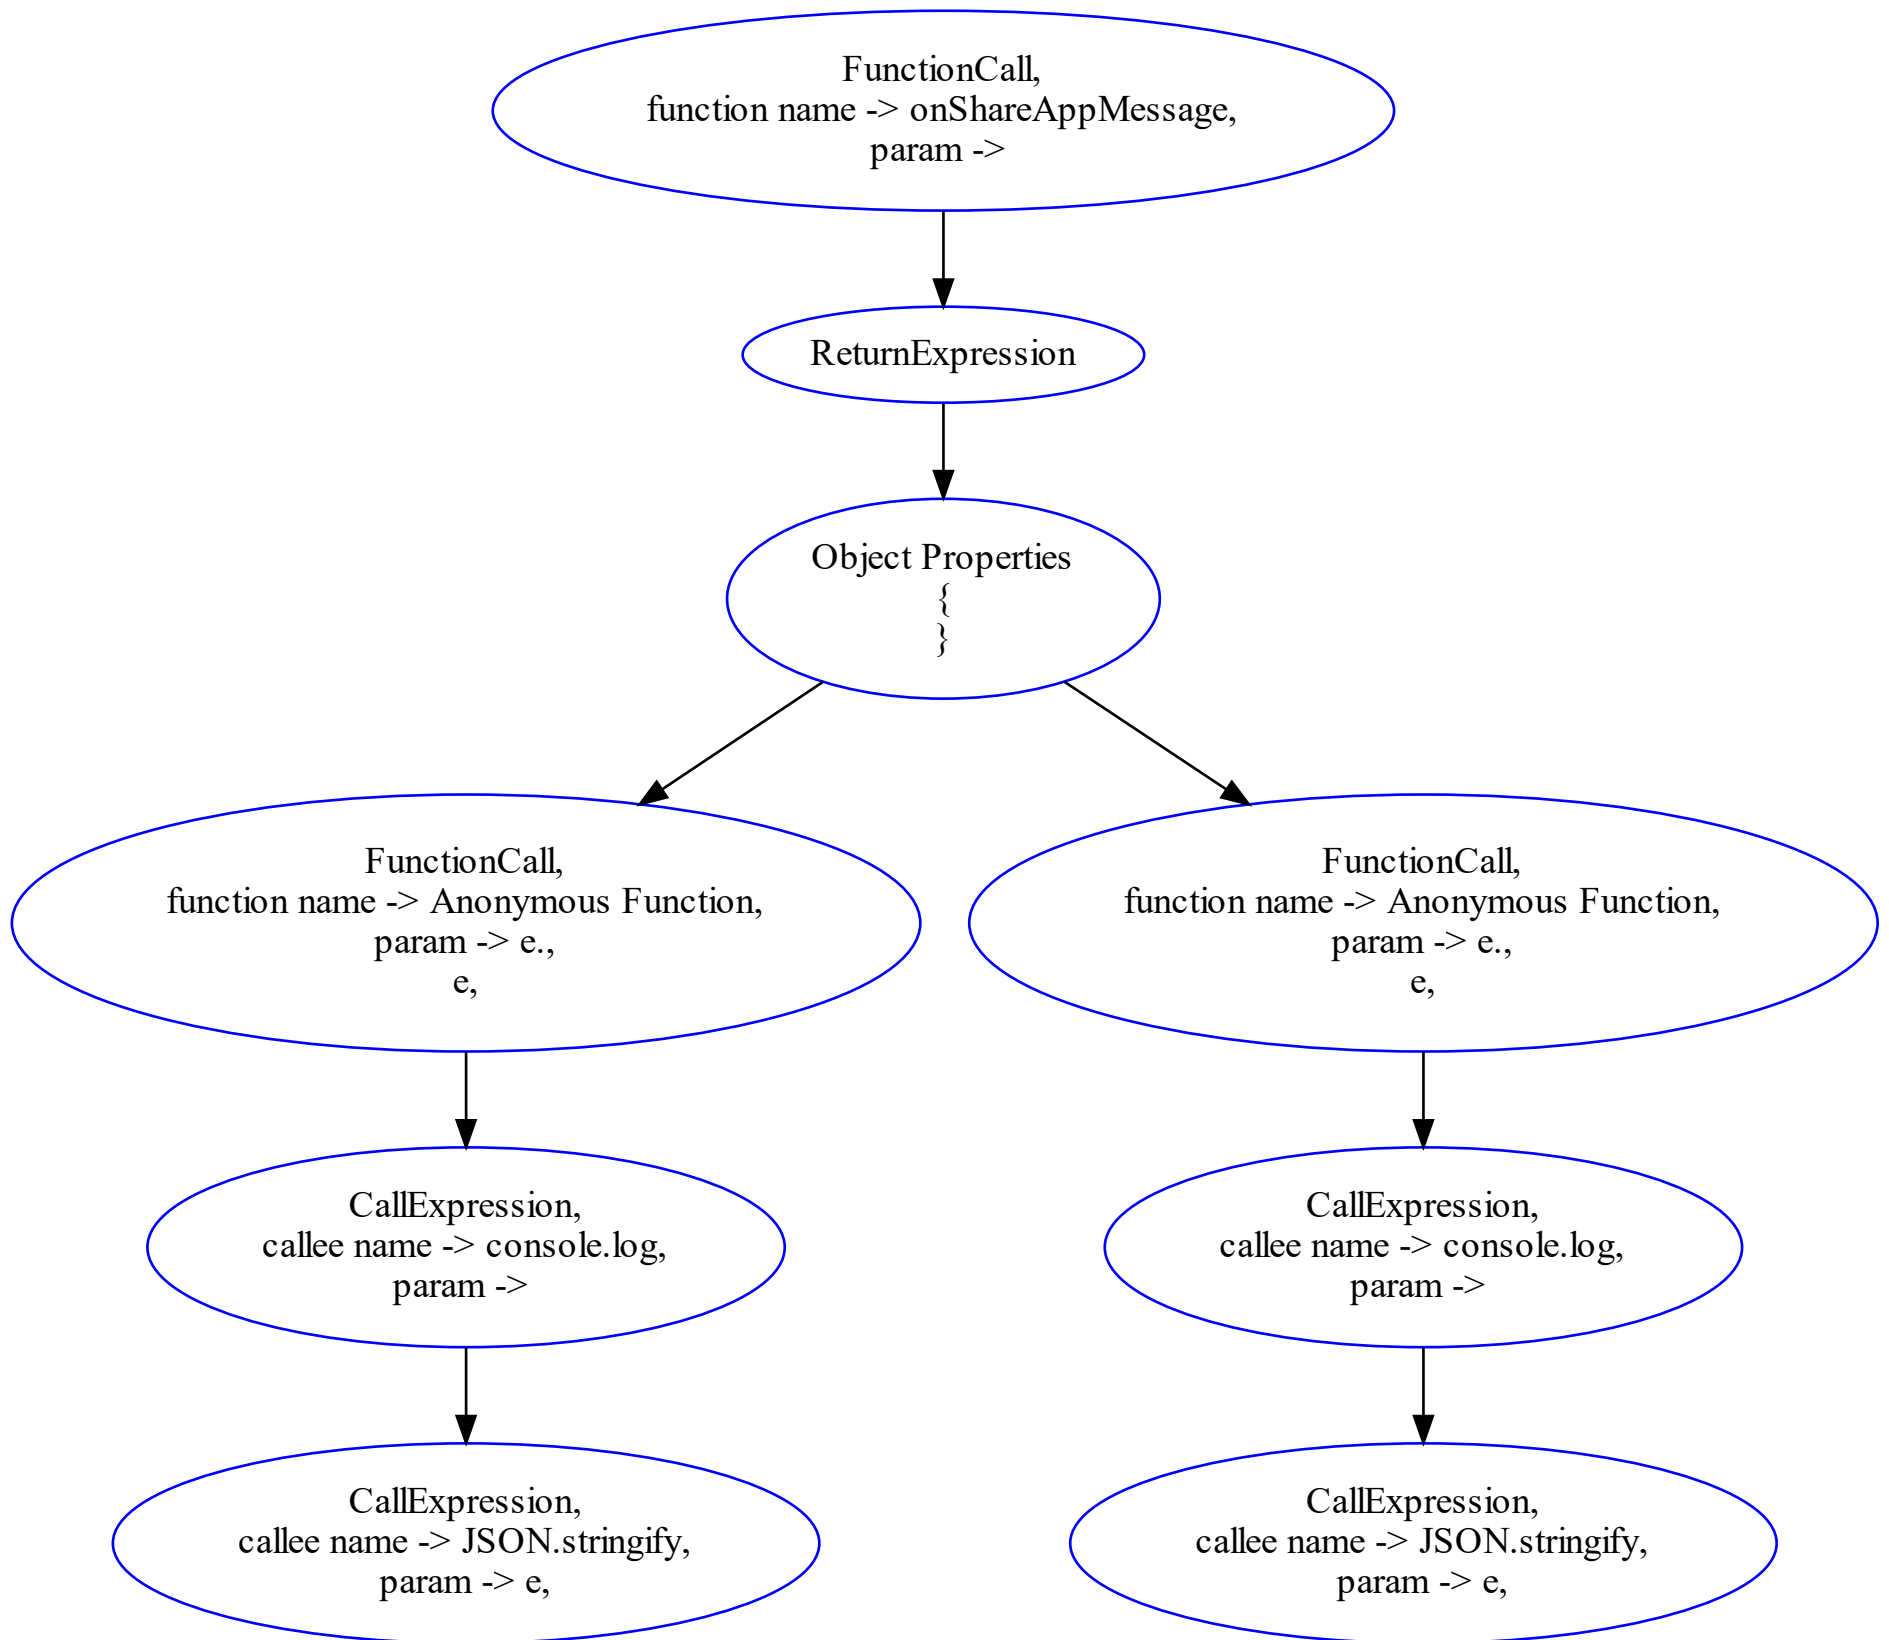 FunctionCall,
function name -> onShareAppMessage,
param ->
ReturnExpression
Object Properties
{
}
FunctionCall,
function name -> Anonymous Function,
param -> e.,
e,
FunctionCall,
function name -> Anonymous Function,
param -> e.,
e,
CallExpression,
callee name -> console.log,
param ->
CallExpression,
callee name -> console.log,
param ->
CallExpression,
callee name -> JSON.stringify,
param -> e,
CallExpression,
callee name -> JSON.stringify,
param -> e,